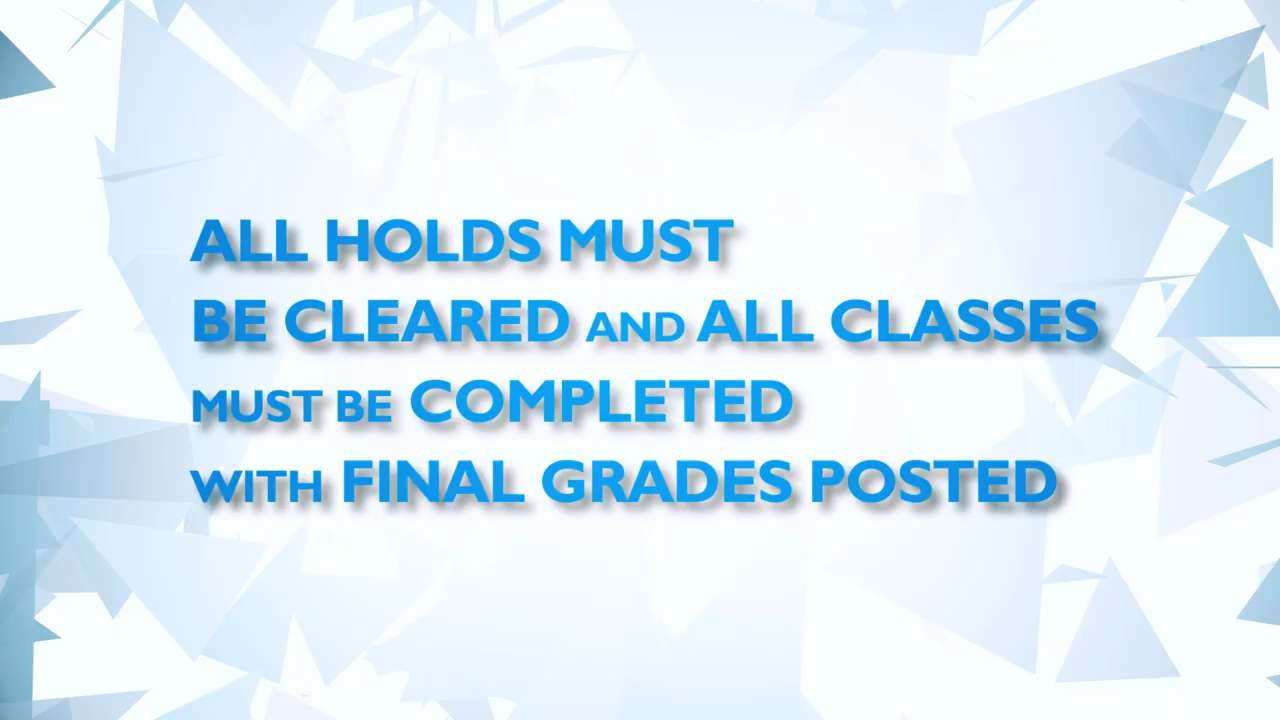 ALL HOLDS MUST
BE CLEARED AND ALL CLASSES
MUST BE COMPLETED
WITH FINAL GRADES POSTED